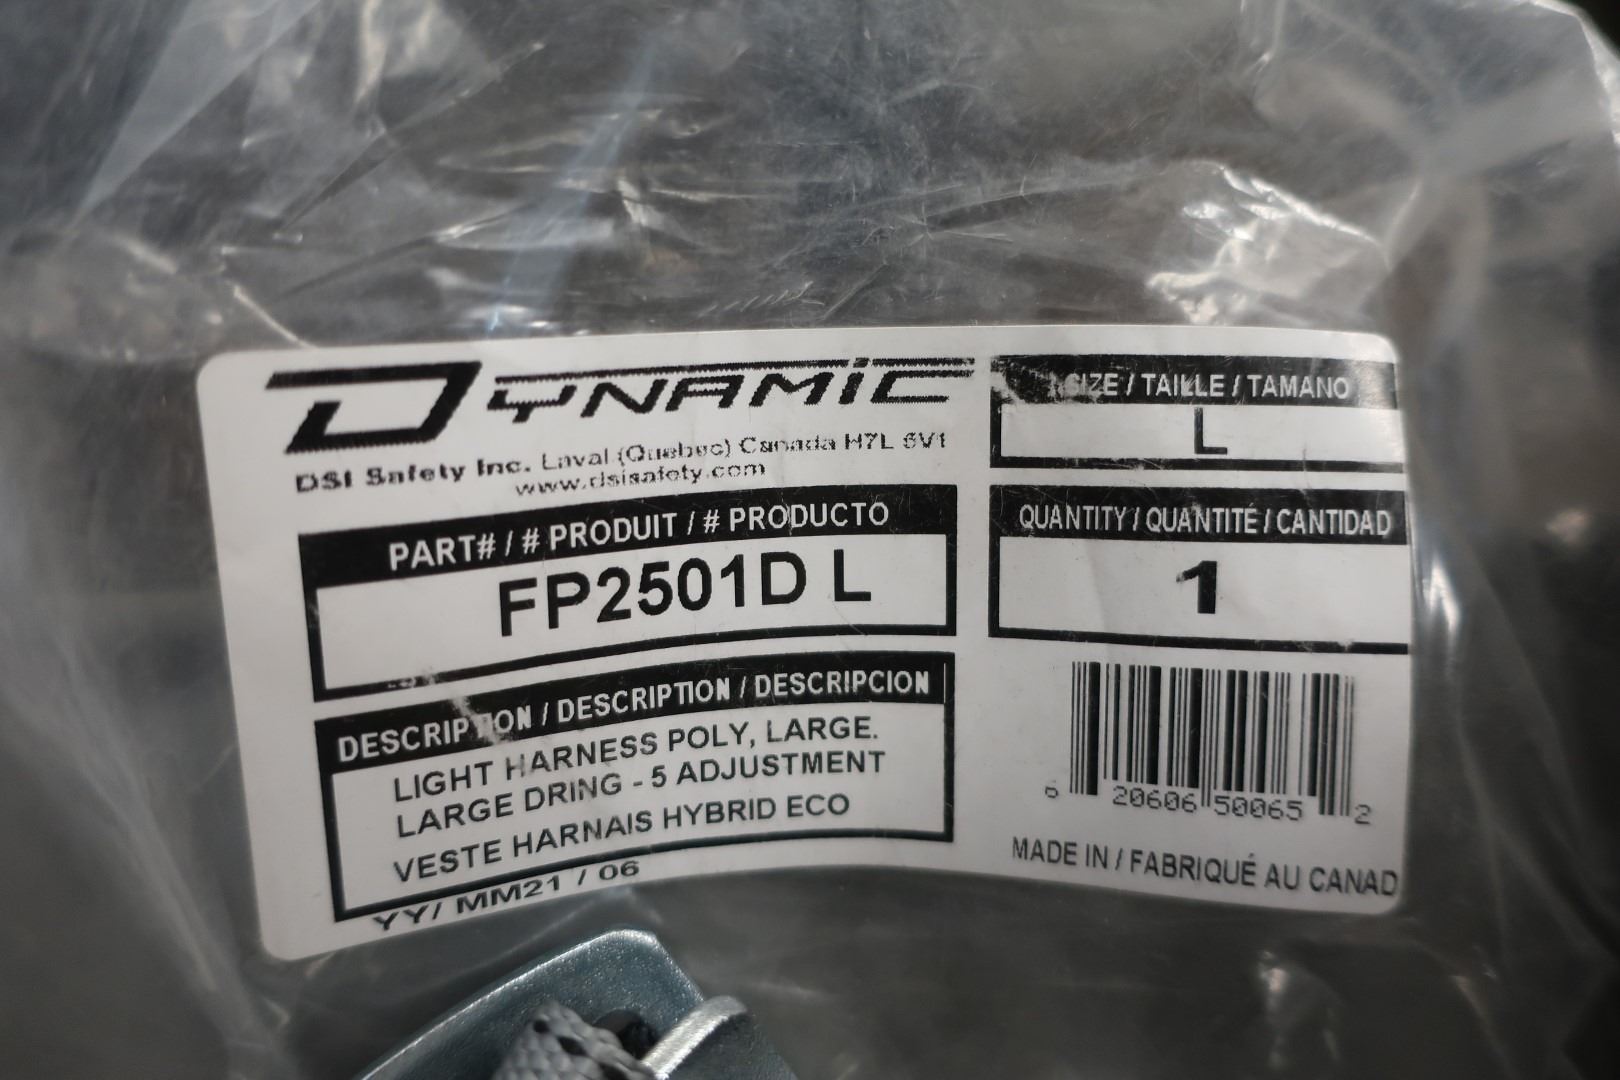 DYNAMIC
DSI Safety Inc. Laval (Quebec) Canada H7L 6V1
www.dsisafety.com
SIZE / TAILLE / TAMANO
L
PART# / # PRODUIT / # PRODUCTO
FP2501D L
QUANTITY / QUANTITÉ / CANTIDAD
1
DESCRIPTION / DESCRIPTION / DESCRIPCION
LIGHT HARNESS POLY, LARGE.
LARGE DRING - 5 ADJUSTMENT
VESTE HARNAIS HYBRID ECO
YY/ MM21 / 06
6 20606 50065 2
MADE IN / FABRIQUÉ AU CANAD